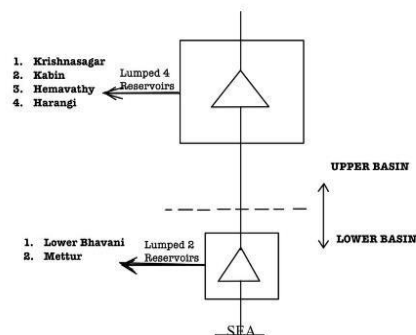 1. Krishnasagar
2. Kabin
3. Hemavathy
4. Harangi
Lumped 4
Reservoirs
UPPER BASIN
LOWER BASIN
1. Lower Bhavani
2. Mettur
Lumped 2
Reservoirs
SEA